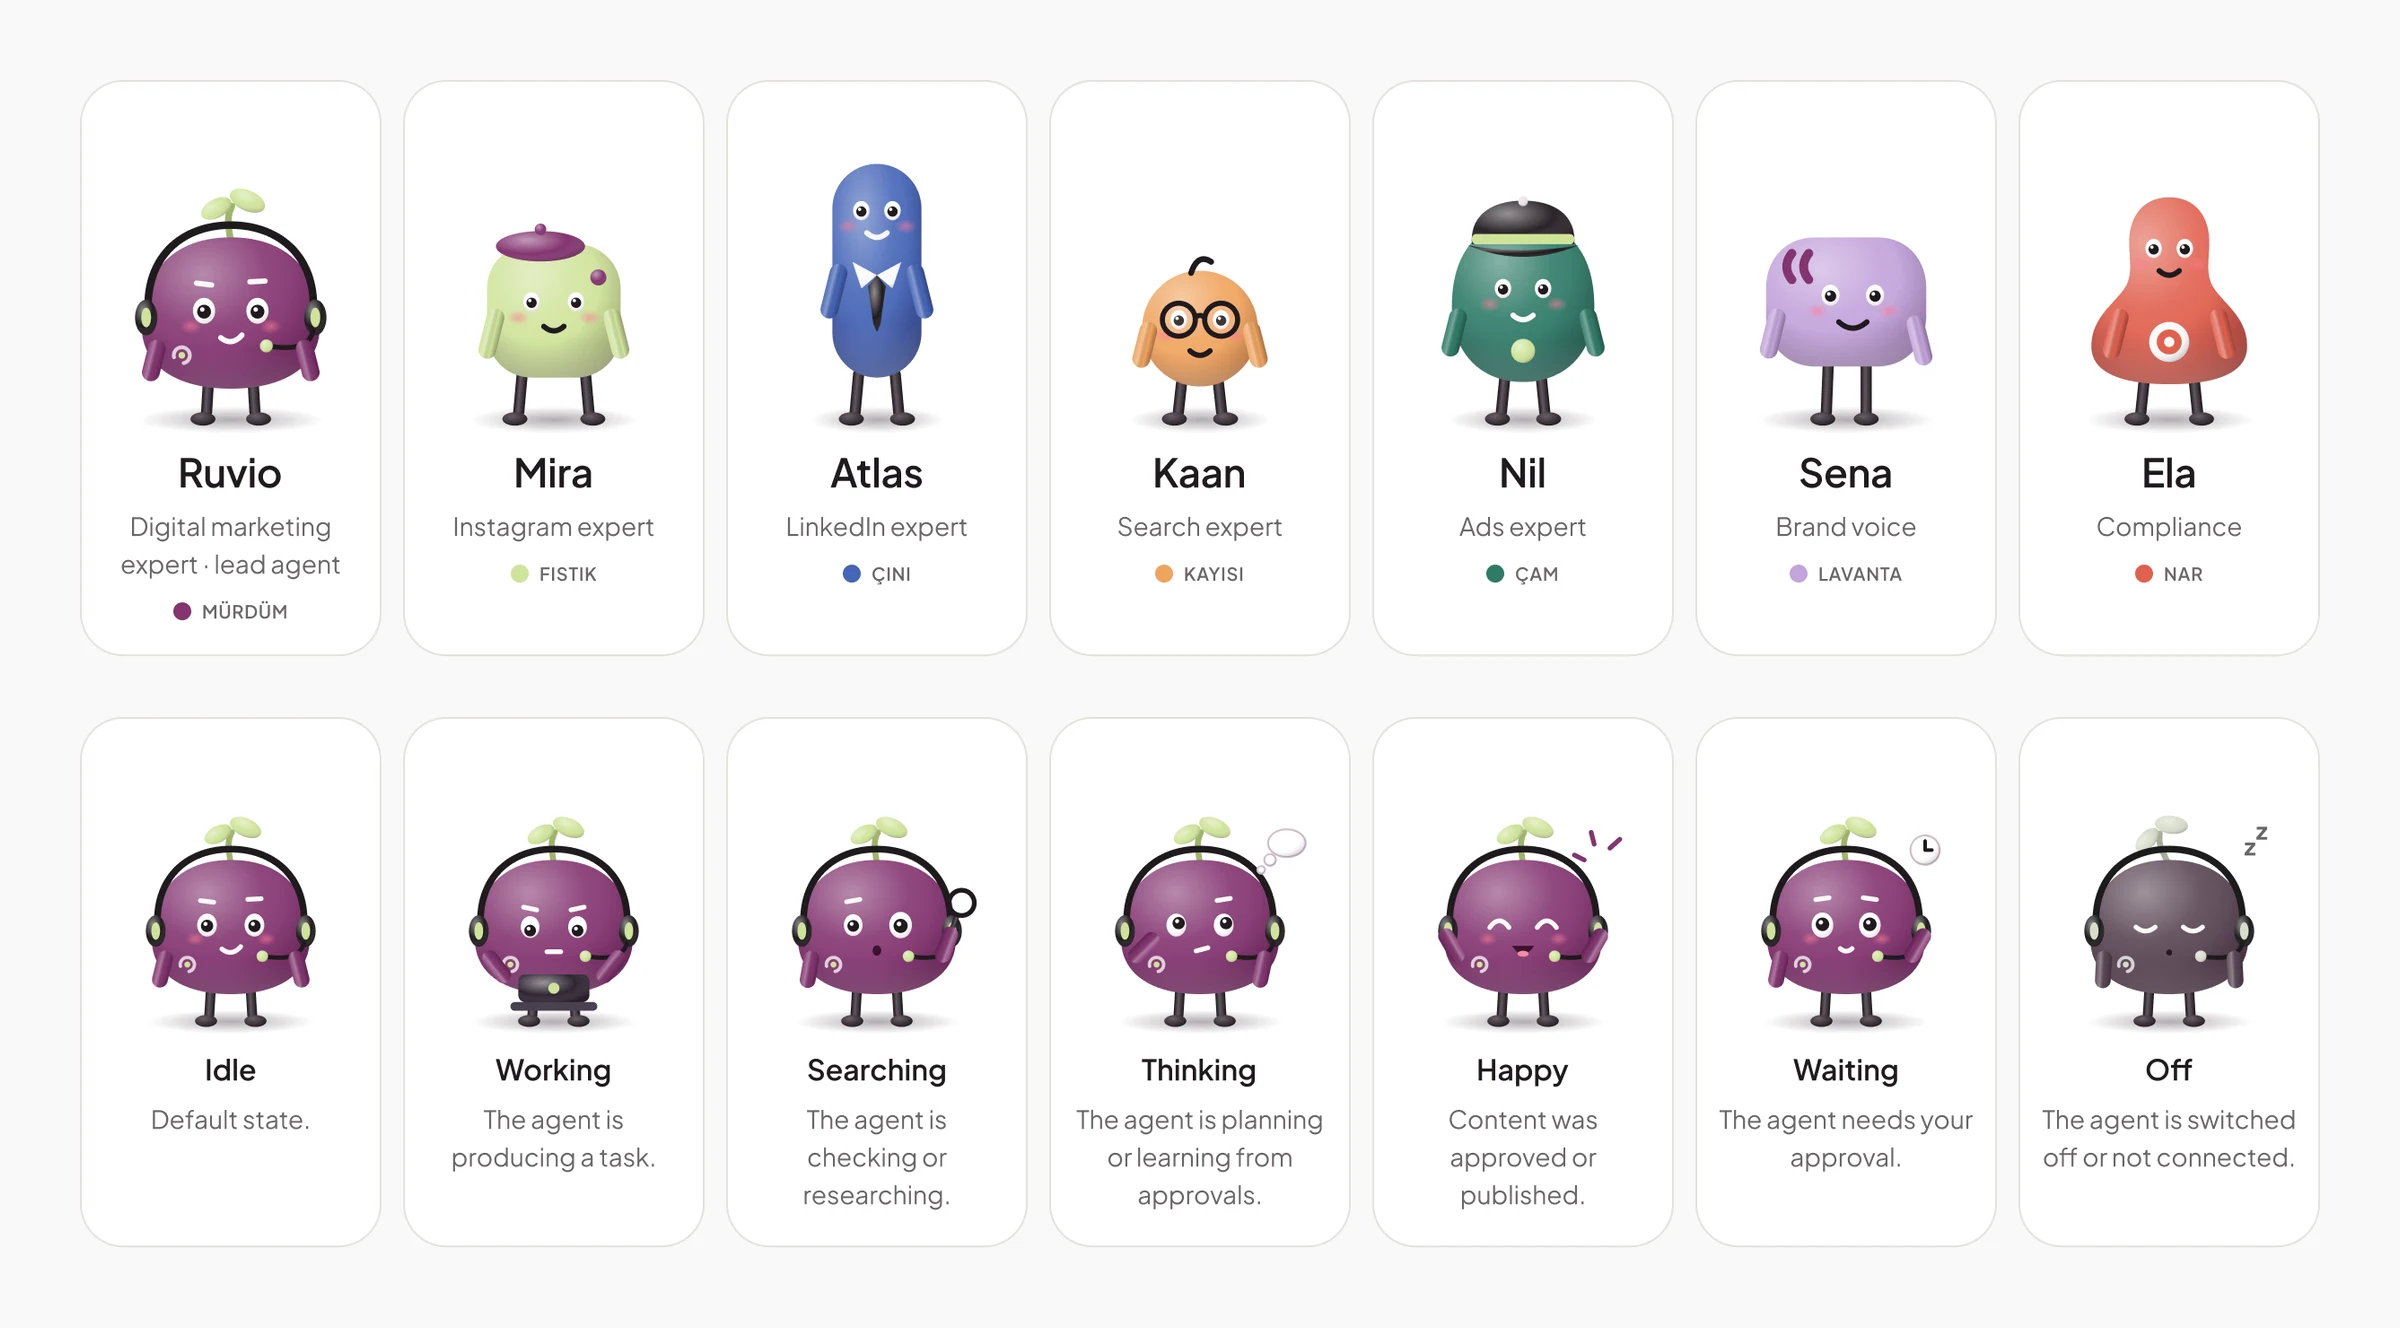 Ruvio
Digital marketing
expert · lead agent
MÜRDÜM
Mira
Instagram expert
FISTIK
Atlas
LinkedIn expert
ÇINI
Kaan
Search expert
KAYISI
Nil
Ads expert
ÇAM
Sena
Brand voice
LAVANTA
Ela
Compliance
NAR
Idle
Default state.
Working
The agent is
producing a task.
Searching
The agent is
checking or
researching.
Thinking
The agent is planning
or learning from
approvals.
Happy
Content was
approved or
published.
Waiting
The agent needs your
approval.
z
z
Off
The agent is switched
off or not connected.